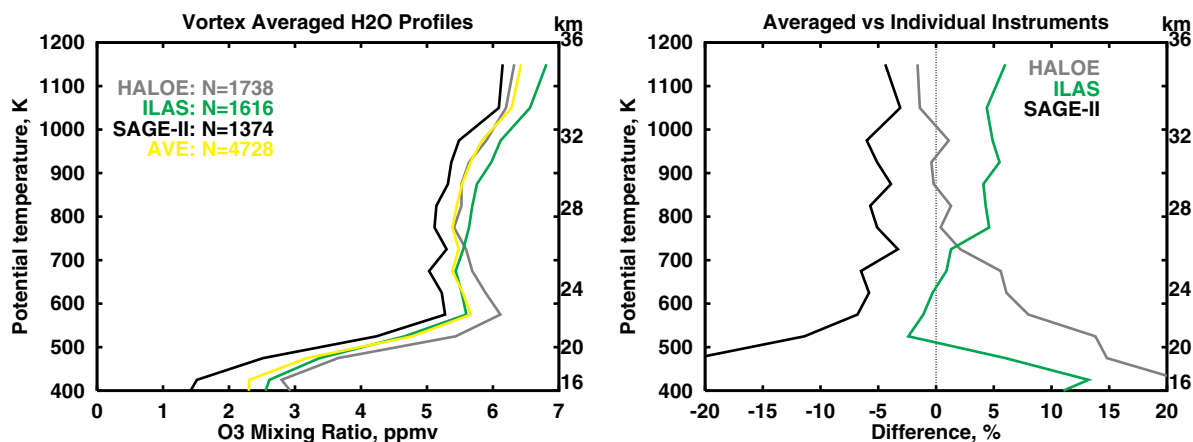 Vortex Averaged H2O Profiles
km
1200
1100
1000
900
800
700
600
500
400
Potential temperature, K
36
32
28
24
20
16
HALOE: N=1738
ILAS: N=1616
SAGE-II: N=1374
AVE: N=4728
0 1 2 3 4 5 6 7
O3 Mixing Ratio, ppmv
Averaged vs Individual Instruments
km
1200
1100
1000
900
800
700
600
500
400
Potential temperature, K
36
32
28
24
20
16
HALOE
ILAS
SAGE-II
-20 -15 -10 -5 0 5 10 15 20
Difference, %